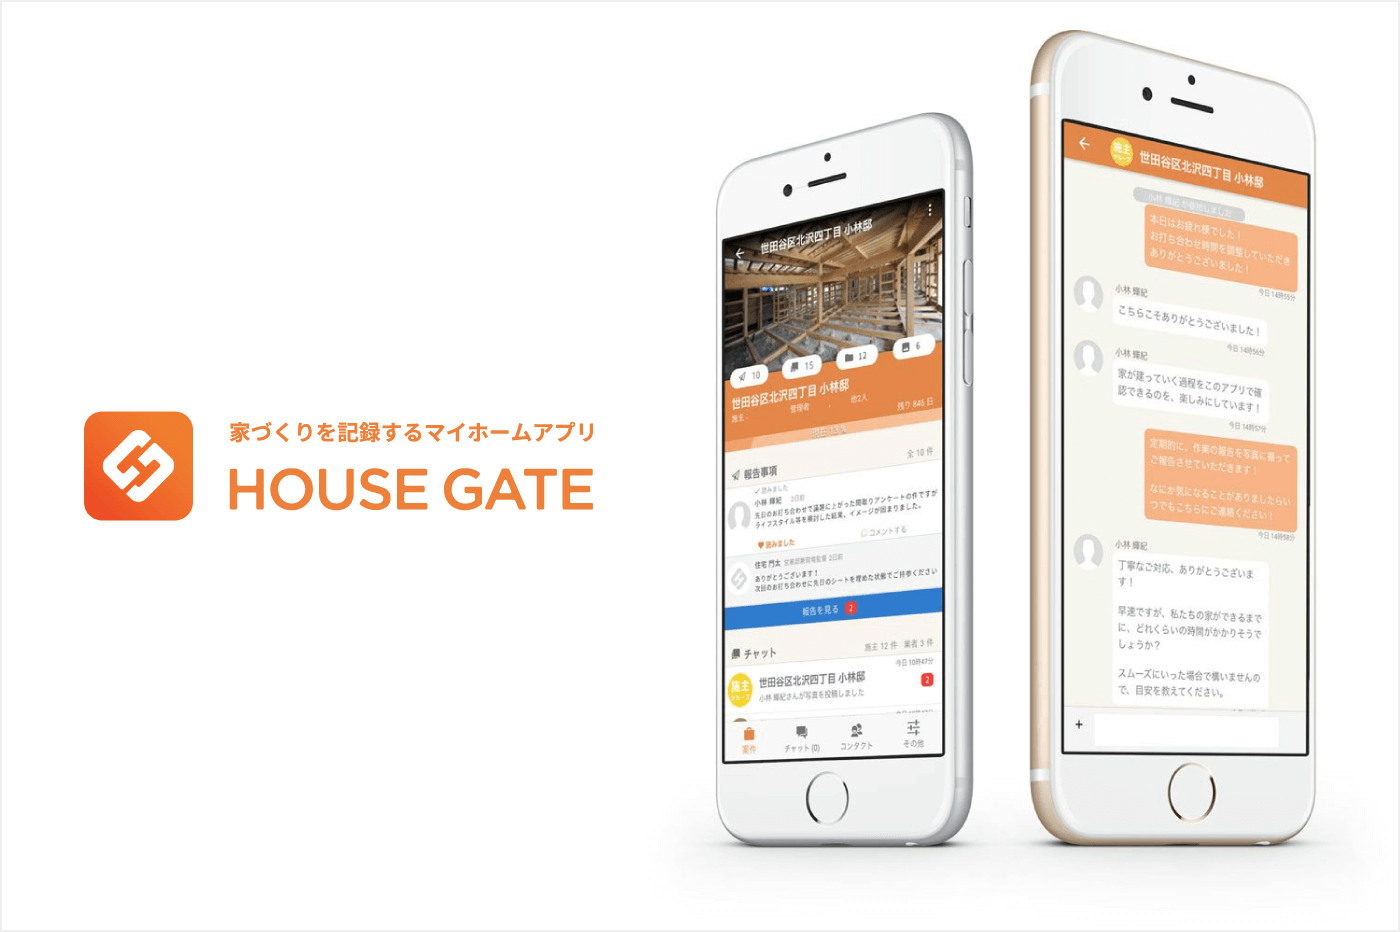 家づくりを記録するマイホームアプリ
HOUSE GATE
世田谷区北沢四丁目 小林邸
10
15
12
6
世田谷区北沢四丁目 小林邸
施主 :
管理者
他2人
残り 846 日
報告事項
全 10 件
✓ 読みました
小林 輝紀 2日前
先日のお打ち合わせで議題に上がった間取りアンケートの件ですが
ライフスタイル等を検討した結果、イメージが固まりました。
読みました
コメントする
住宅 門太 2日前
ありがとうございます！
次回のお打ち合わせに先日のシートを埋めた状態でご持参ください
報告を見る 2
チャット
施主 12 件 業者 3 件
今日 10時47分
施主
グループ
世田谷区北沢四丁目 小林邸
小林 輝紀さんが写真を投稿しました
2
案件
チャット (0)
コンタクト
その他
施主
グループ
世田谷区北沢四丁目 小林邸
小林 輝紀 が参加しました
本日はお疲れ様でした！
お打ち合わせ時間を調整していただき
ありがとうございました！
今日 14時55分
小林 輝紀
こちらこそありがとうございました！
今日 14時56分
小林 輝紀
家が建っていく過程をこのアプリで確
認できるのを、楽しみにしています！
今日 14時57分
定期的に、作業の報告を写真に撮って
ご報告させていただきます！
なにか気になることがありましたらい
つでもこちらにご連絡ください！
今日 14時58分
小林 輝紀
丁寧なご対応、ありがとうございま
す！
早速ですが、私たちの家ができるまで
に、どれくらいの時間がかかりそうで
しょうか？
スムーズにいった場合で構いませんの
で、目安を教えてください。
+